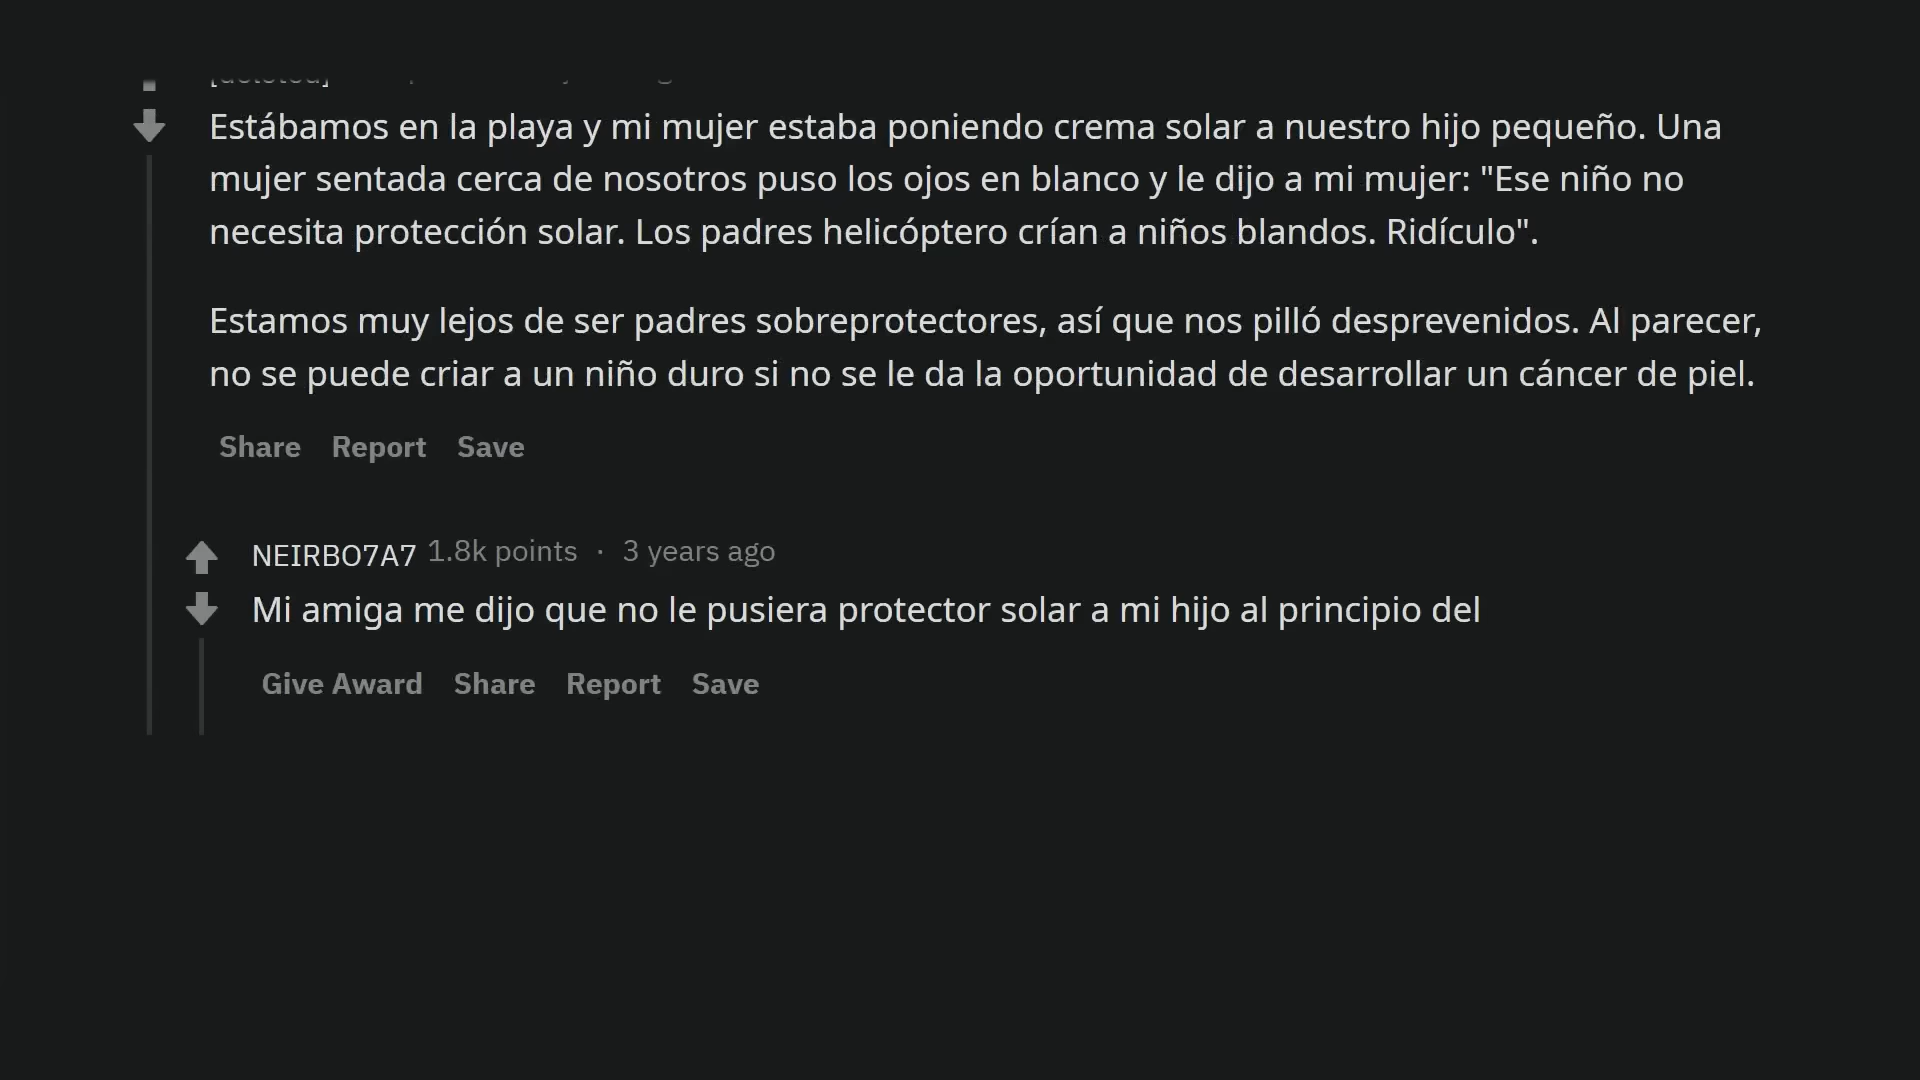 Estábamos en la playa y mi mujer estaba poniendo crema solar a nuestro hijo pequeño. Una
mujer sentada cerca de nosotros puso los ojos en blanco y le dijo a mi mujer: "Ese niño no
necesita protección solar. Los padres helicóptero crían a niños blandos. Ridículo".
Estamos muy lejos de ser padres sobreprotectores, así que nos pilló desprevenidos. Al parecer,
no se puede criar a un niño duro si no se le da la oportunidad de desarrollar un cáncer de piel.
Share Report Save
NEIRBO7A7 1.8k points · 3 years ago
Mi amiga me dijo que no le pusiera protector solar a mi hijo al principio del
Give Award Share Report Save